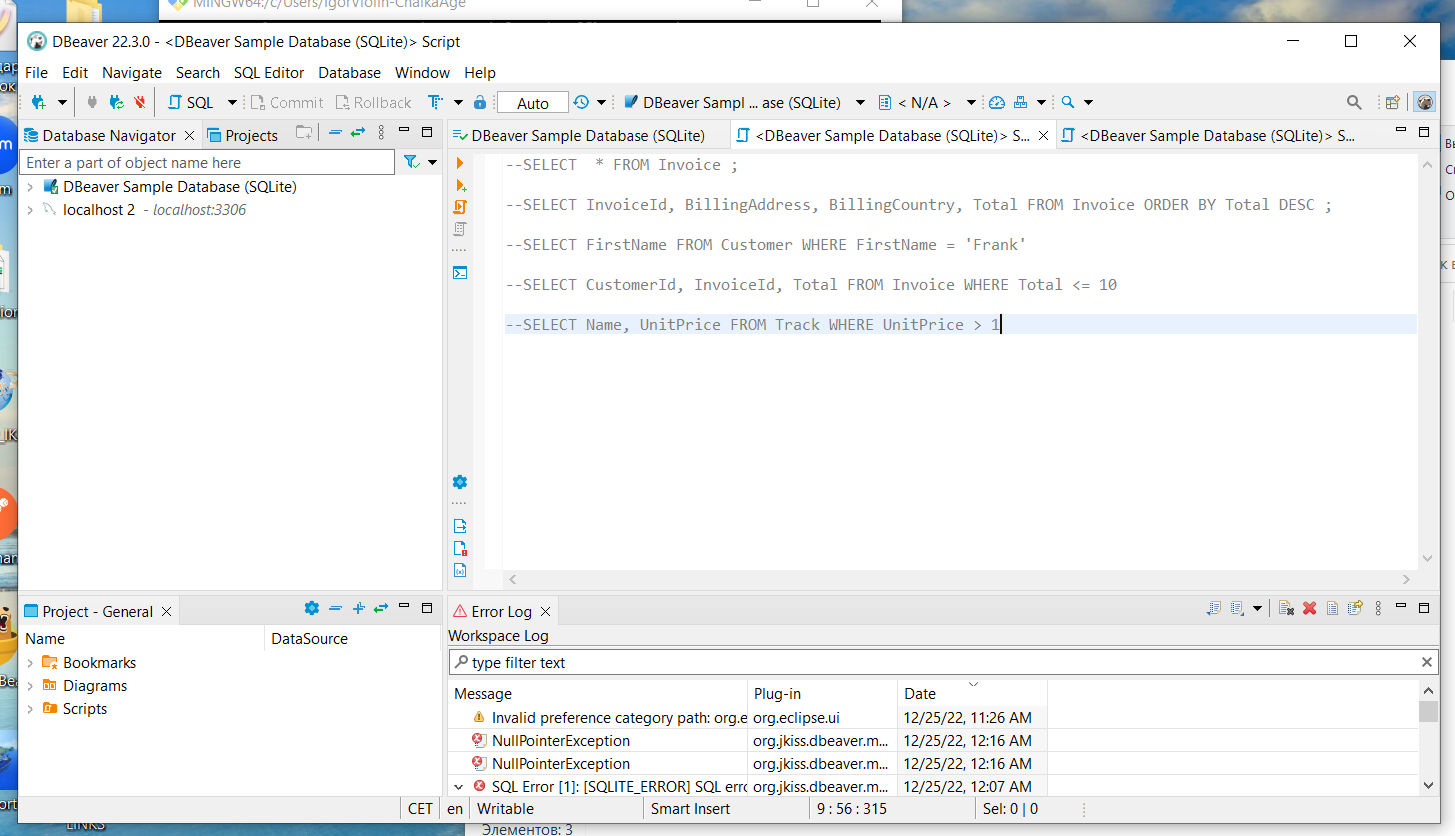 MINGW64:/c/Users/IgorViolin-ChaikaAge
DBeaver 22.3.0 - <DBeaver Sample Database (SQLite)> Script
File Edit Navigate Search SQL Editor Database Window Help
SQL Commit Rollback Auto DBeaver Sampl ... ase (SQLite) < N/A >
Database Navigator Projects
Enter a part of object name here
DBeaver Sample Database (SQLite)
localhost 2 - localhost:3306
DBeaver Sample Database (SQLite) <DBeaver Sample Database (SQLite)> S... <DBeaver Sample Database (SQLite)> S...
--SELECT  * FROM Invoice ;
--SELECT InvoiceId, BillingAddress, BillingCountry, Total FROM Invoice ORDER BY Total DESC ;
--SELECT FirstName FROM Customer WHERE FirstName = 'Frank'
--SELECT CustomerId, InvoiceId, Total FROM Invoice WHERE Total <= 10
--SELECT Name, UnitPrice FROM Track WHERE UnitPrice > 1
Project - General
Name DataSource
Bookmarks
Diagrams
Scripts
Error Log
Workspace Log
type filter text
Message Plug-in Date
Invalid preference category path: org.e org.eclipse.ui 12/25/22, 11:26 AM
NullPointerException org.jkiss.dbeaver.m... 12/25/22, 12:16 AM
NullPointerException org.jkiss.dbeaver.m... 12/25/22, 12:16 AM
SQL Error [1]: [SQLITE_ERROR] SQL erro org.jkiss.dbeaver.m... 12/25/22, 12:07 AM
CET en Writable Smart Insert 9 : 56 : 315 Sel: 0 | 0
LINKS
Элементов: 3